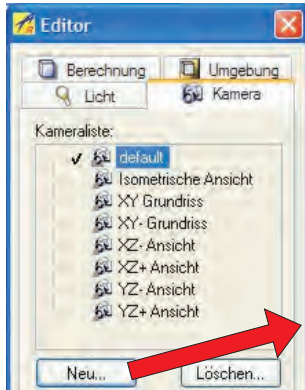 Editor
Berechnung Umgebung
Licht Kamera
Kameraliste:
default
Isometrische Ansicht
XY Grundriss
XY- Grundriss
XZ- Ansicht
XZ+ Ansicht
YZ- Ansicht
YZ+ Ansicht
Neu... Löschen...